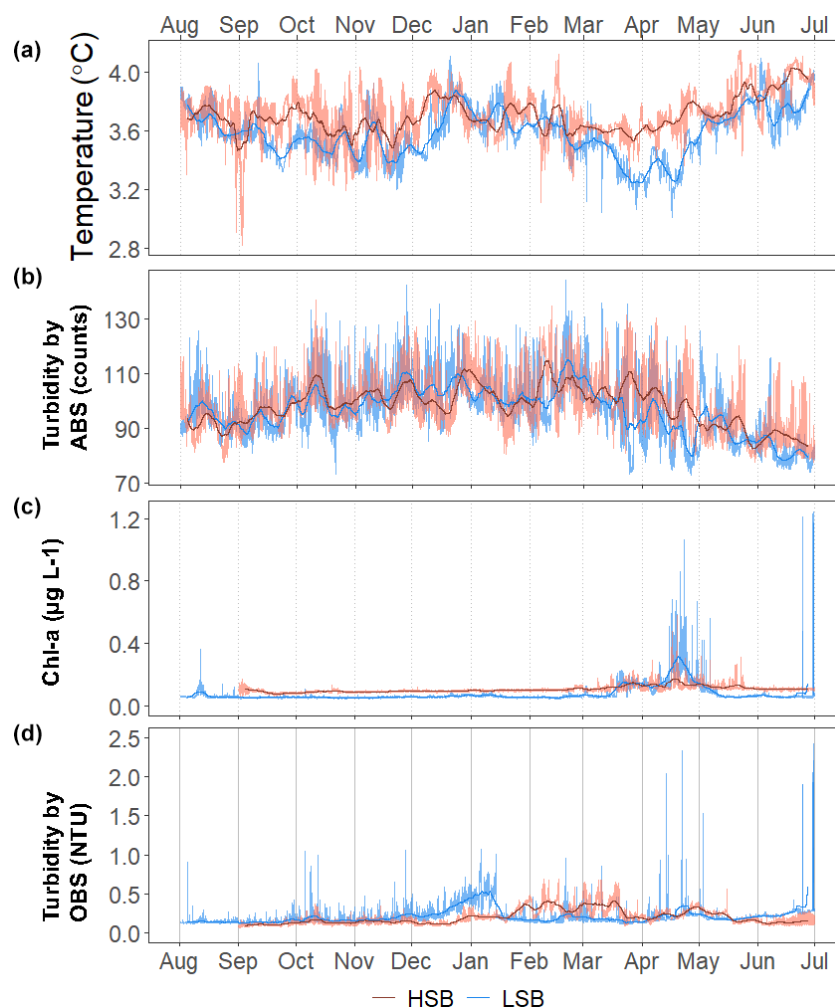 Aug Sep Oct Nov Dec Jan Feb Mar Apr May Jun Jul
(a)
Temperature (°C)
4.0
3.6
3.2
2.8
(b)
Turbidity by
ABS (counts)
130
110
90
70
(c)
Chl-a (µg L-1)
1.2
0.8
0.4
0.0
(d)
Turbidity by
OBS (NTU)
2.5
2.0
1.5
1.0
0.5
0.0
Aug Sep Oct Nov Dec Jan Feb Mar Apr May Jun Jul
HSB LSB